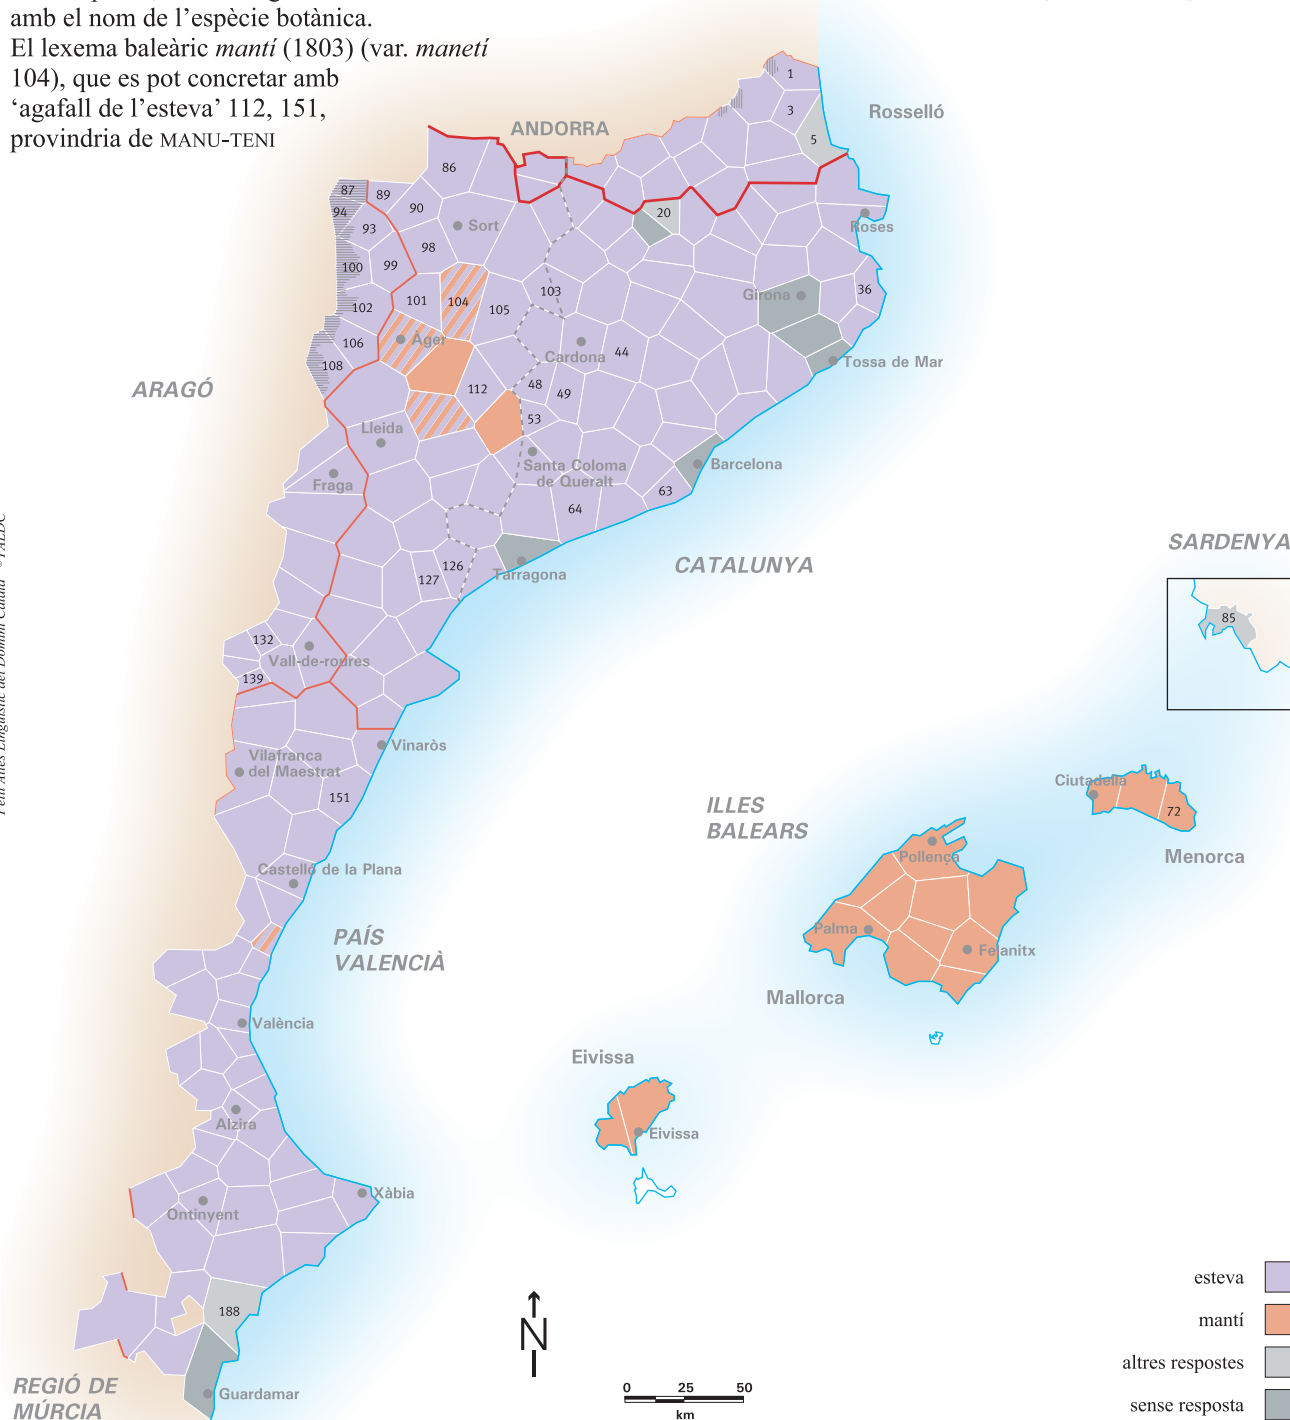 amb el nom de l’espècie botànica.
El lexema baleàric mantí (1803) (var. manetí
104), que es pot concretar amb
‘agafall de l’esteva’ 112, 151,
provindria de MANU-TENI
ANDORRA
Rosselló
1
3
5
86
87
89
90
94
93
Sort
20
Roses
98
100
99
36
102
101
104
103
105
Girona
106
Àger
108
Cardona
44
Tossa de Mar
ARAGÓ
112
48
49
53
Lleida
Santa Coloma
de Queralt
Barcelona
Fraga
63
64
CATALUNYA
SARDENYA
85
126
127
Tarragona
132
Vall-de-roures
139
Vinaròs
Vilafranca
del Maestrat
151
ILLES
BALEARS
Ciutadella
72
Menorca
Pollença
Castelló de la Plana
Palma
Felanitx
PAÍS
VALENCIÀ
Mallorca
València
Eivissa
Eivissa
Alzira
Xàbia
Ontinyent
188
Guardamar
REGIÓ DE
MÚRCIA
N
0 25 50
km
esteva
mantí
altres respostes
sense resposta